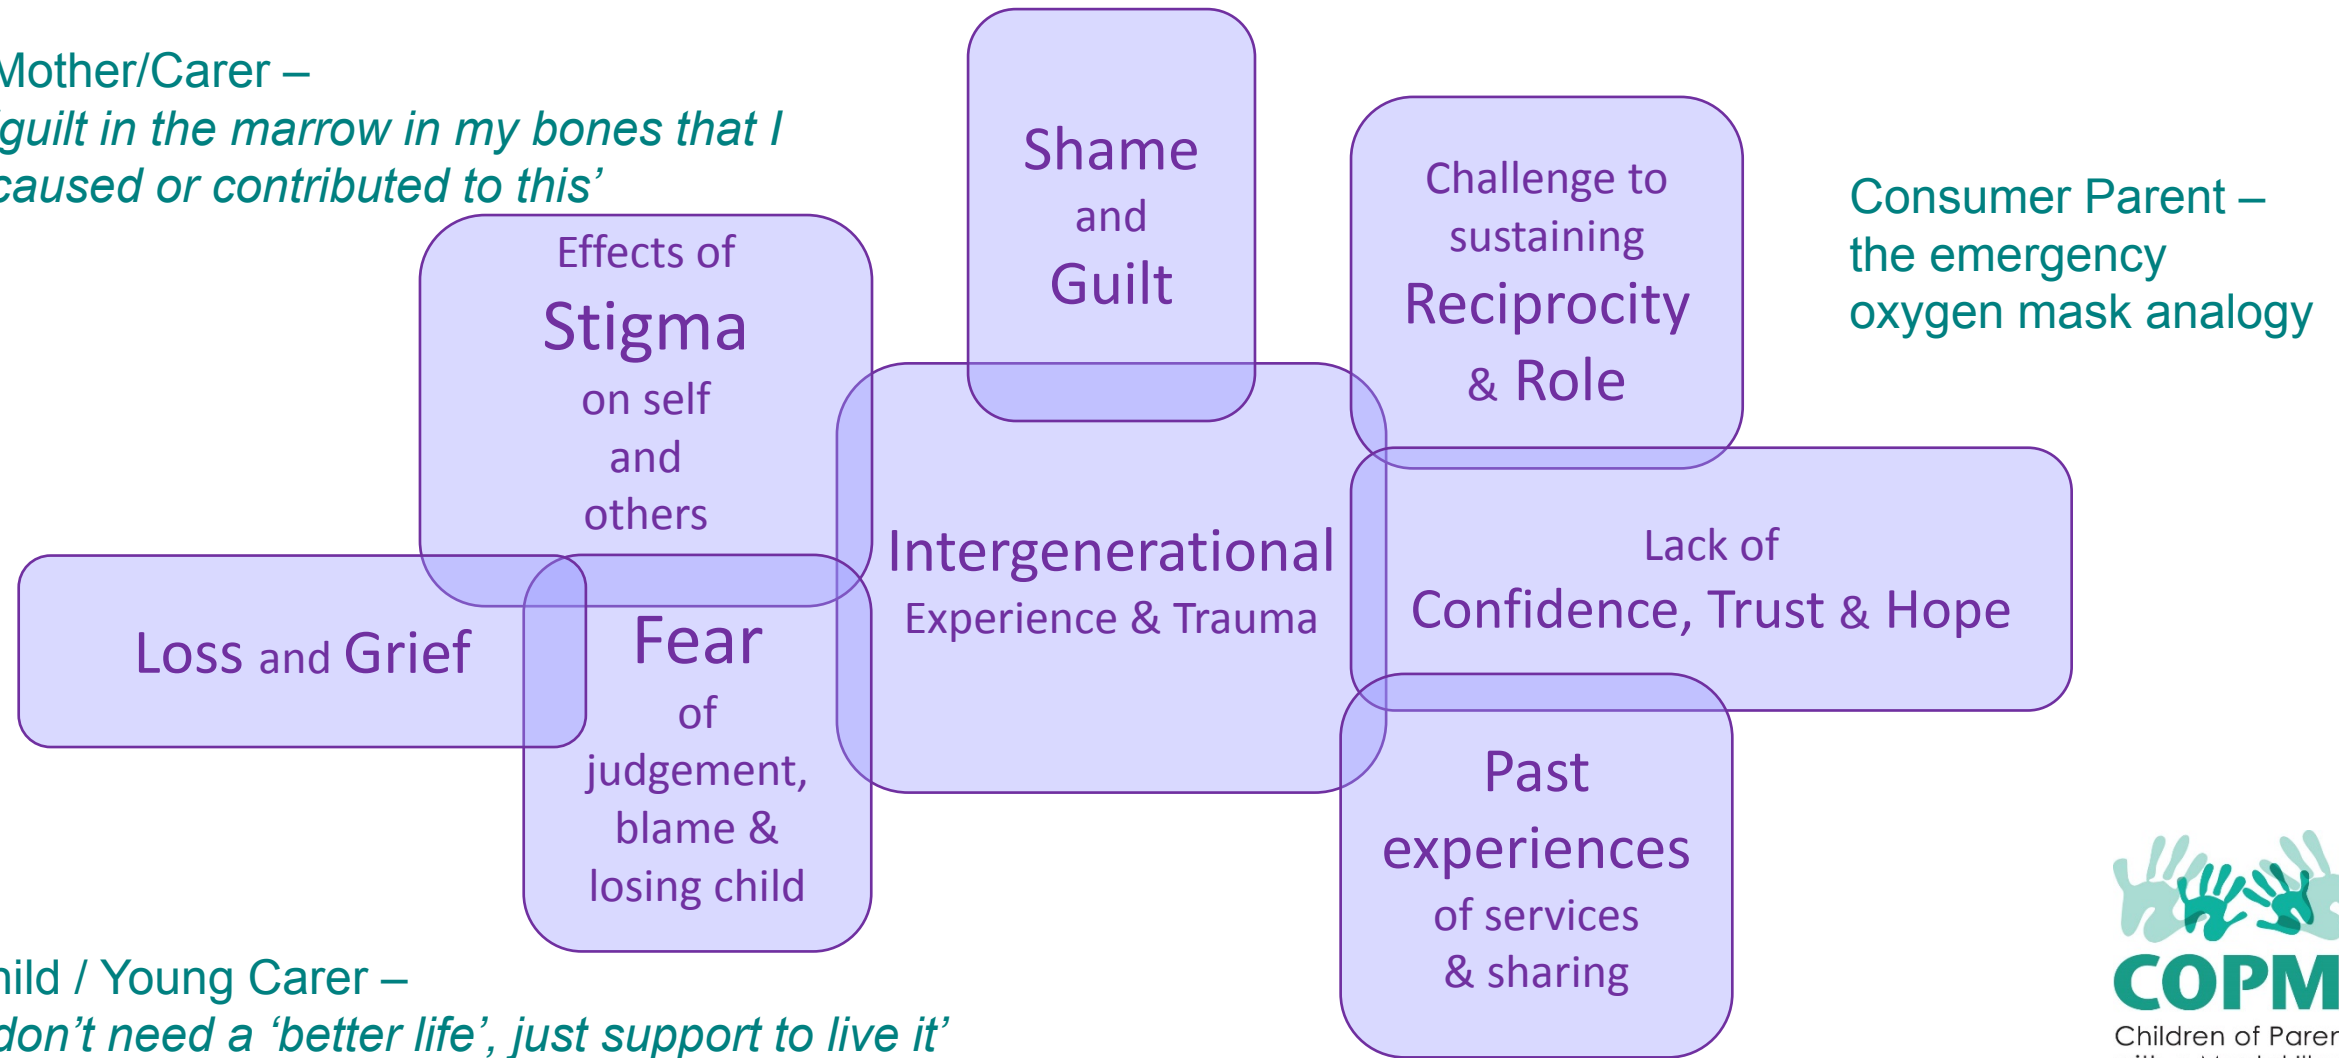 Mother/Carer –
guilt in the marrow in my bones that I
caused or contributed to this’
Shame
and
Guilt
Challenge to
sustaining
Reciprocity
& Role
Consumer Parent –
the emergency
oxygen mask analogy
Effects of
Stigma
on self
and
others
Intergenerational
Experience & Trauma
Lack of
Confidence, Trust & Hope
Loss and Grief
Fear
of
judgement,
blame &
losing child
Past
experiences
of services
& sharing
hild / Young Carer –
don’t need a ‘better life’, just support to live it’
COPM
Children of Paren